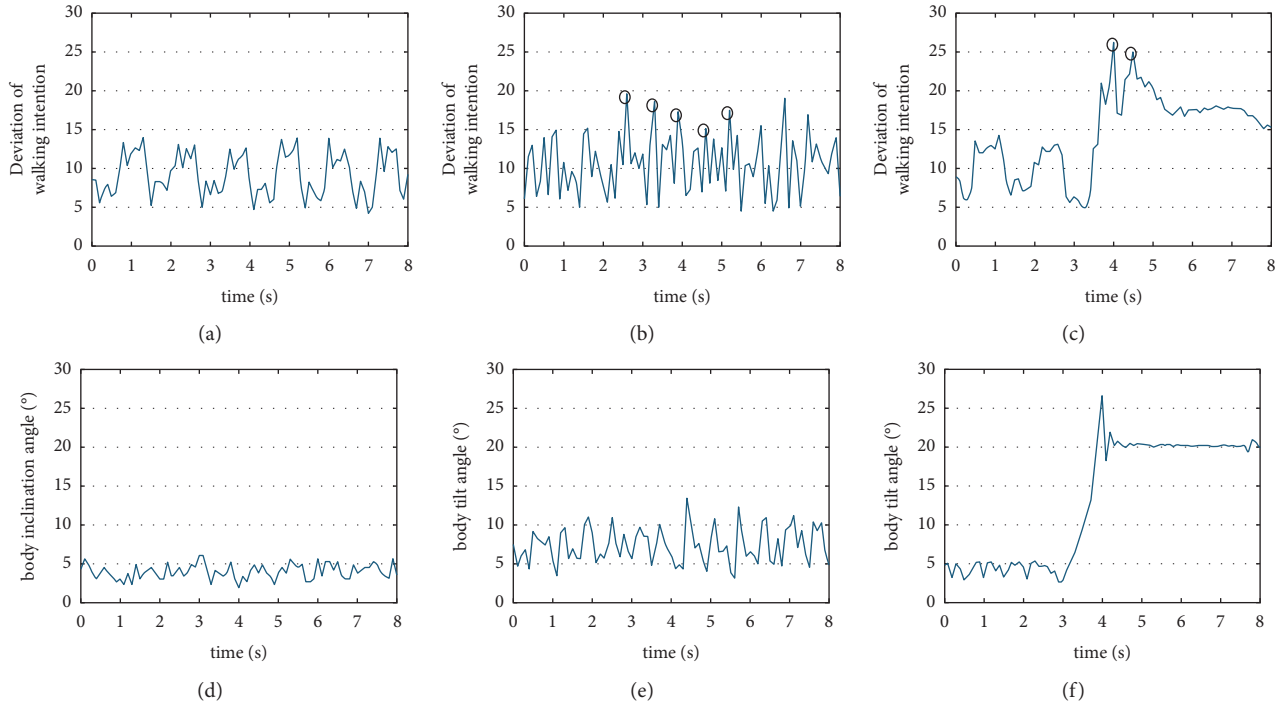 30
25
20
15
10
5
0
Deviation of
walking intention
0 1 2 3 4 5 6 7 8
time (s)
(a)
30
25
20
15
10
5
0
Deviation of
walking intention
0 1 2 3 4 5 6 7 8
time (s)
(b)
30
25
20
15
10
5
0
Deviation of
walking intention
0 1 2 3 4 5 6 7 8
time (s)
(c)
30
25
20
15
10
5
0
body inclination angle (°)
0 1 2 3 4 5 6 7 8
time (s)
(d)
30
25
20
15
10
5
0
body tilt angle (°)
0 1 2 3 4 5 6 7 8
time (s)
(e)
30
25
20
15
10
5
0
body tilt angle (°)
0 1 2 3 4 5 6 7 8
time (s)
(f)